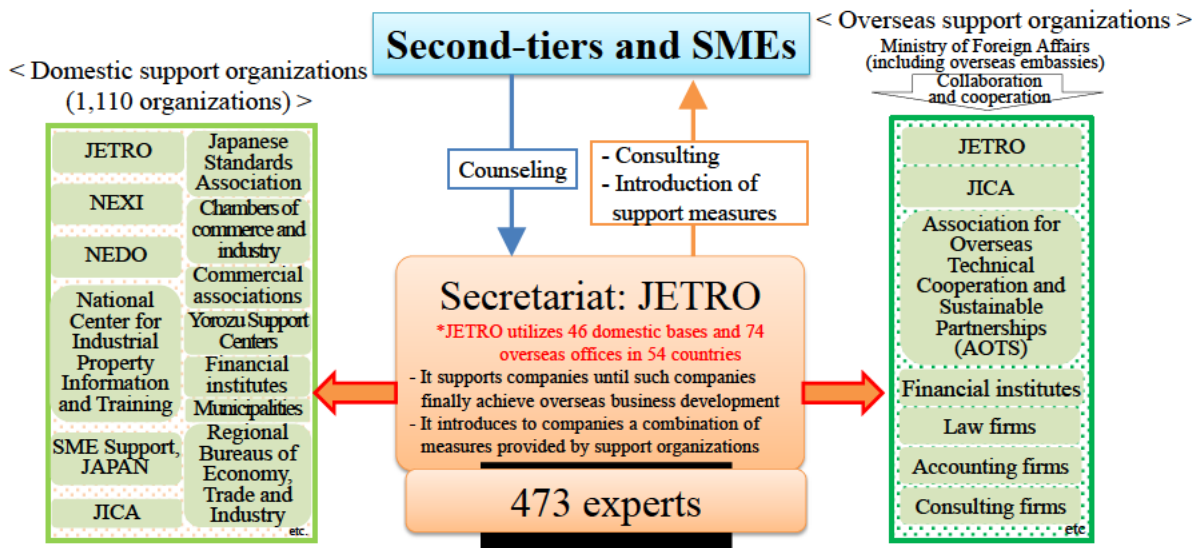 Second-tiers and SMEs
< Domestic support organizations
(1,110 organizations) >
JETRO
NEXI
NEDO
National
Center for
Industrial
Property
Information
and Training
SME Support,
JAPAN
JICA
Japanese
Standards
Association
Chambers of
commerce and
industry
Commercial
associations
Yorozu Support
Centers
Financial
institutes
Municipalities
Regional
Bureaus of
Economy,
Trade and
Industry
etc.
Counseling
- Consulting
- Introduction of
support measures
Secretariat: JETRO
*JETRO utilizes 46 domestic bases and 74
overseas offices in 54 countries
- It supports companies until such companies
finally achieve overseas business development
- It introduces to companies a combination of
measures provided by support organizations
473 experts
< Overseas support organizations >
Ministry of Foreign Affairs
(including overseas embassies)
Collaboration
and cooperation
JETRO
JICA
Association for
Overseas
Technical
Cooperation and
Sustainable
Partnerships
(AOTS)
Financial institutes
Law firms
Accounting firms
Consulting firms
etc